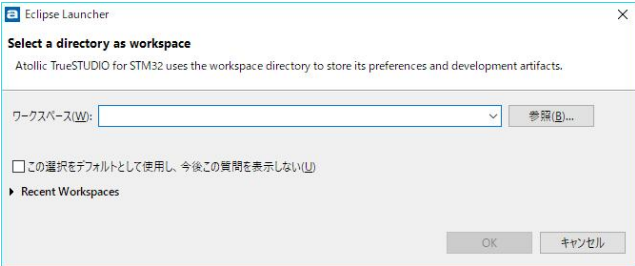 Eclipse Launcher
Select a directory as workspace
Atollic TrueSTUDIO for STM32 uses the workspace directory to store its preferences and development artifacts.
ワークスペース(W): 参照(B)...
この選択をデフォルトとして使用し、今後この質問を表示しない(U)
Recent Workspaces
OK キャンセル